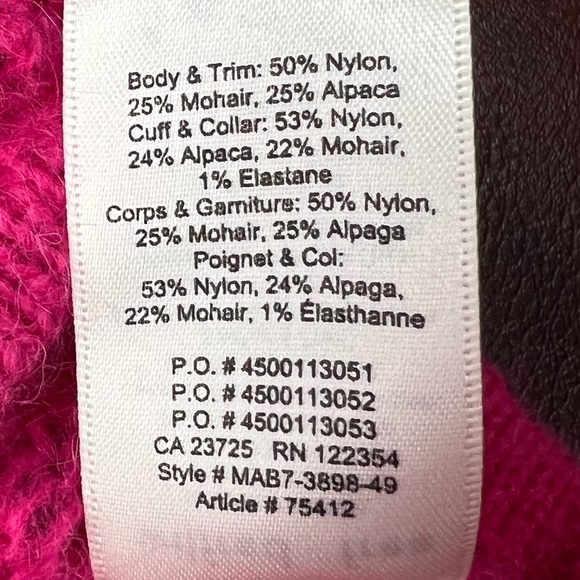 Body & Trim: 50% Nylon,
25% Mohair, 25% Alpaca
Cuff & Collar: 53% Nylon,
24% Alpaca, 22% Mohair,
1% Elastane
Corps & Garniture: 50% Nylon,
25% Mohair, 25% Alpaga
Poignet & Col:
53% Nylon, 24% Alpaga,
22% Mohair, 1% Élasthanne
P.O. # 4500113051
P.O. # 4500113052
P.O. # 4500113053
CA 23725 RN 122354
Style # MAB7-3898-49
Article # 75412